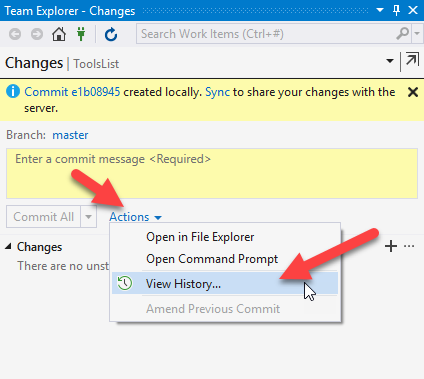 Team Explorer - Changes
Search Work Items (Ctrl+#)
Changes | ToolsList
Commit e1b08945 created locally. Sync to share your changes with the
server.
Branch: master
Enter a commit message <Required>
Commit All Actions
Open in File Explorer
Changes
Open Command Prompt
There are no unst
View History...
Amend Previous Commit